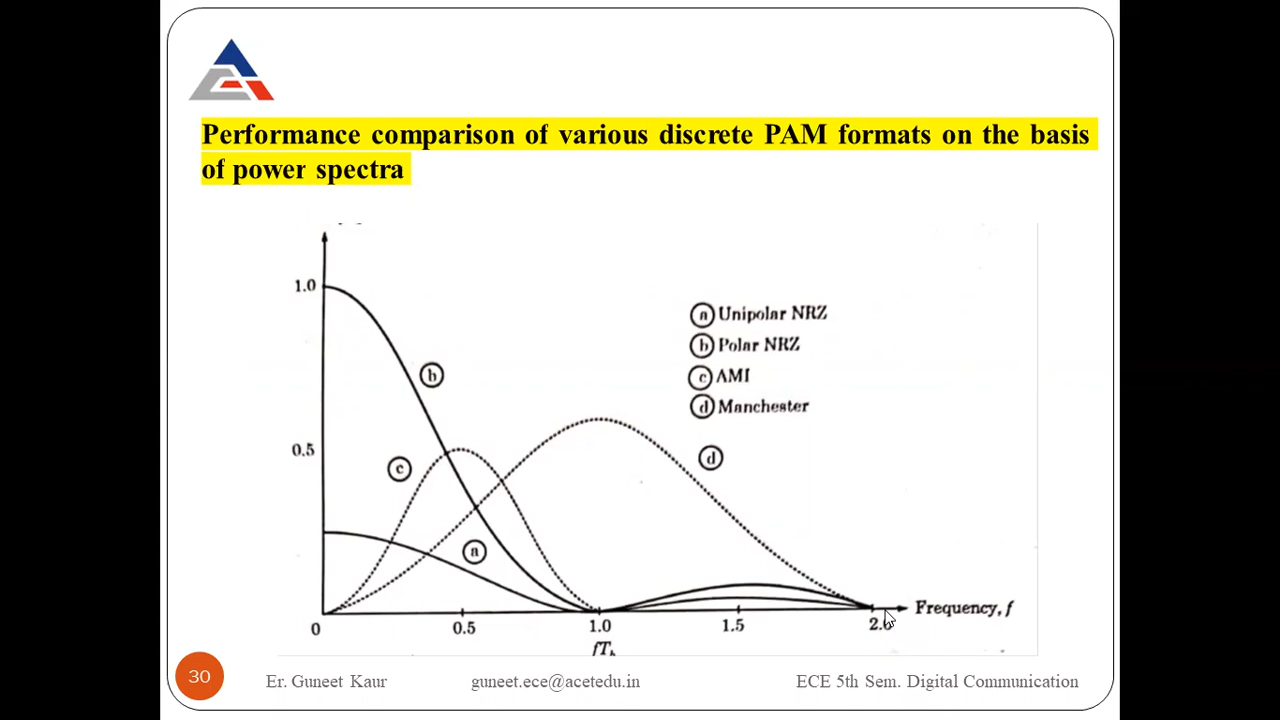 Performance comparison of various discrete PAM formats on the basis
of power spectra
1.0
a Unipolar NRZ
b Polar NRZ
b
c AMI
d Manchester
0.5
c
d
a
Frequency, f
0
0.5
1.0
1.5
fT
30
Er. Guneet Kaur
guneet.ece@acetedu.in
ECE 5th Sem. Digital Communication